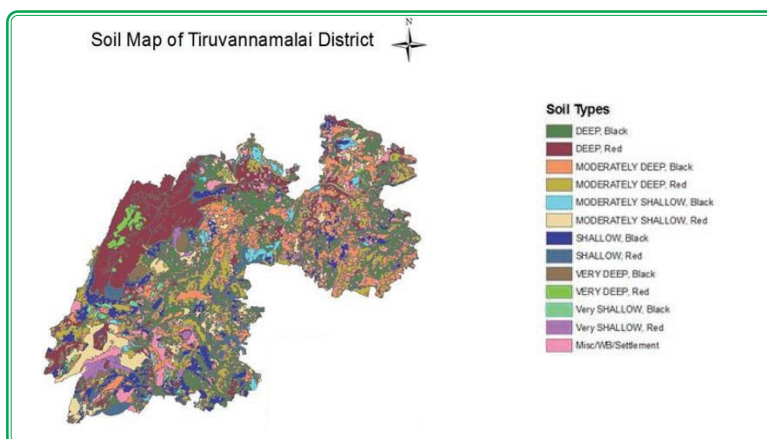 Soil Map of Tiruvannamalai District
N
Soil Types
DEEP, Black
DEEP, Red
MODERATELY DEEP, Black
MODERATELY DEEP, Red
MODERATELY SHALLOW, Black
MODERATELY SHALLOW, Red
SHALLOW, Black
SHALLOW, Red
VERY DEEP, Black
VERY DEEP, Red
Very SHALLOW, Black
Very SHALLOW, Red
Misc/WB/Settlement